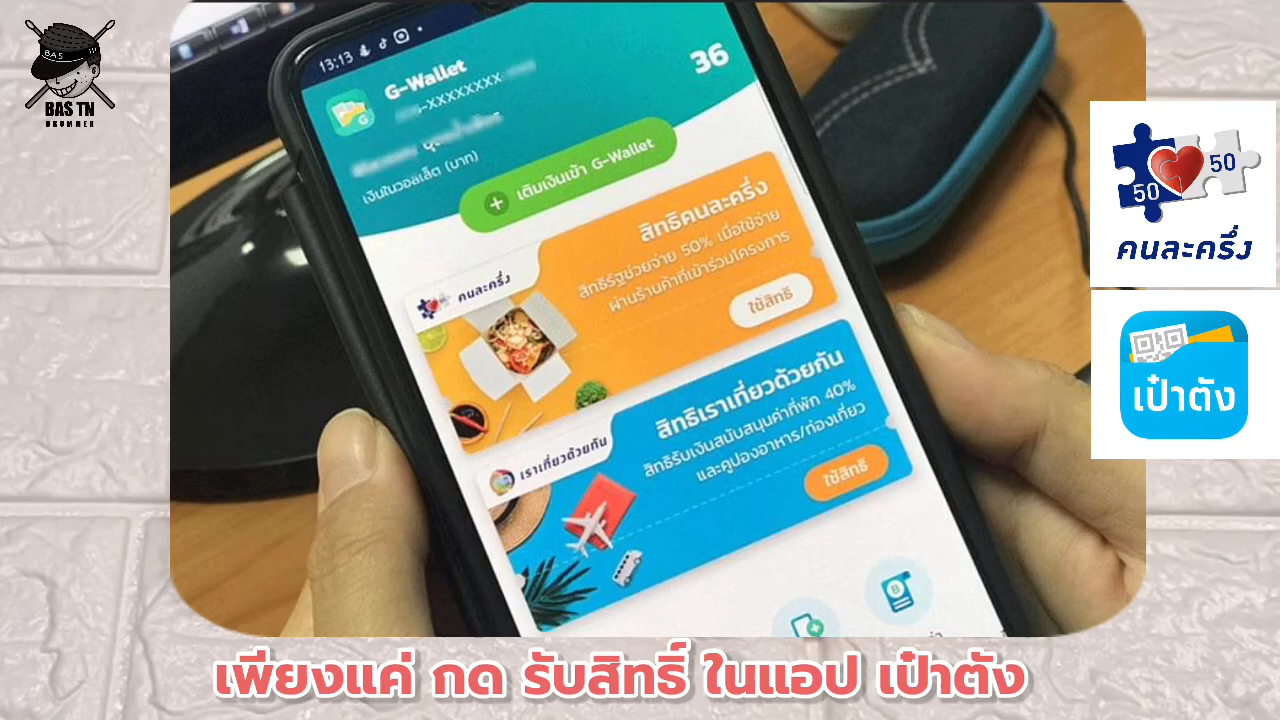 BAS
BAS TN
DRUMMER
13:13
G-Wallet
-XXXXXXXX-
36
เงินในวอลเล็ต (บาท)
+ เติมเงินเข้า G-Wallet
คนละครึ่ง
สิทธิคนละครึ่ง
สิทธิรัฐช่วยจ่าย 50% เมื่อใช้จ่าย
ผ่านร้านค้าที่เข้าร่วมโครงการ
ใช้สิทธิ
เราเที่ยวด้วยกัน
สิทธิเราเที่ยวด้วยกัน
สิทธิรับเงินสนับสนุนค่าที่พัก 40%
และคูปองอาหาร/ท่องเที่ยว
ใช้สิทธิ
50 50
คนละครึ่ง
เป๋าตัง
เพียงแค่ กด รับสิทธิ์ ในแอป เป๋าตัง